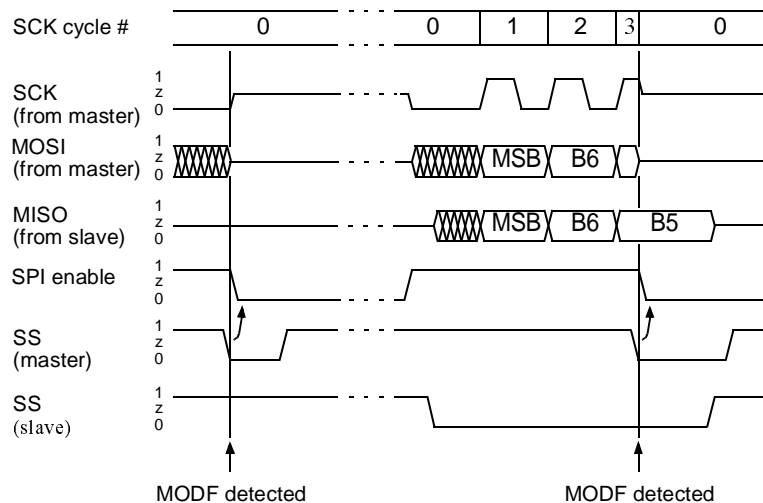 SCK cycle # 0 0 1 2 3 0
SCK
(from master)
1
z
0
MOSI
(from master)
1
z
0
MSB B6
MISO
(from slave)
1
z
0
MSB B6 B5
SPI enable
1
z
0
SS
(master)
1
z
0
SS
(slave)
1
z
0
MODF detected MODF detected